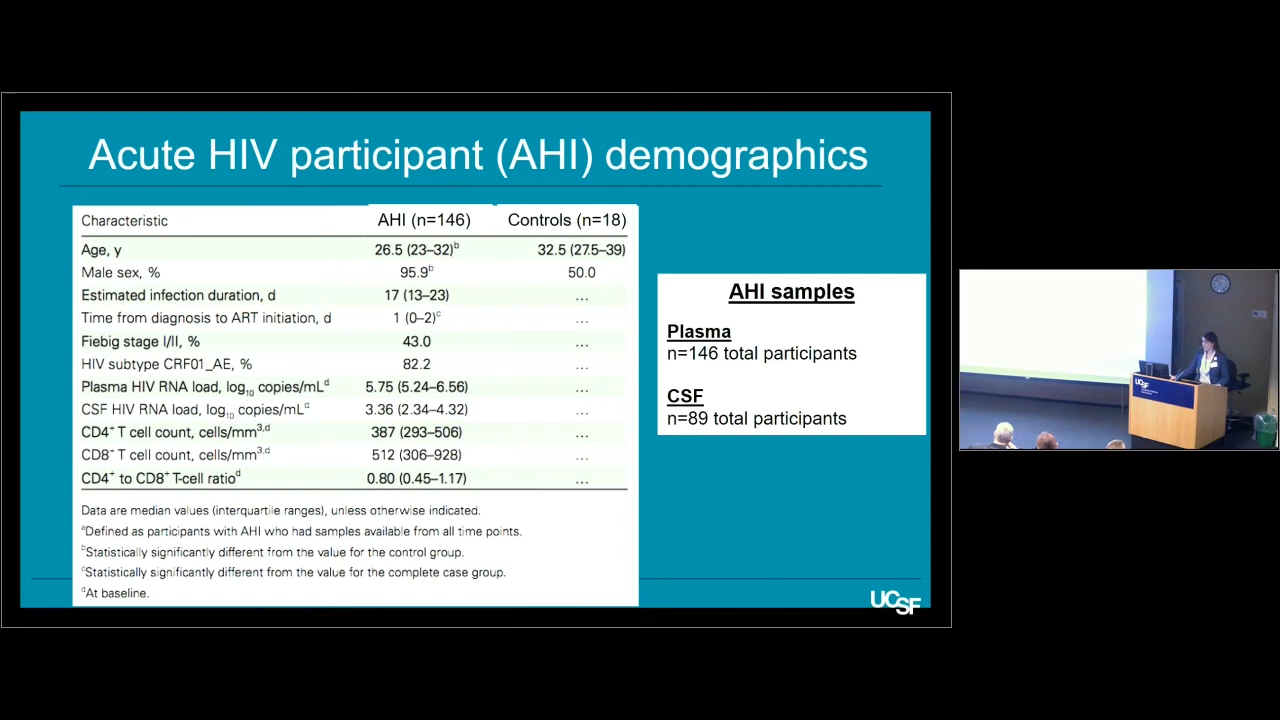 Acute HIV participant (AHI) demographics
Characteristic AHI (n=146) Controls (n=18)
Age, y 26.5 (23–32)ᵇ 32.5 (27.5–39)
Male sex, % 95.9ᵇ 50.0
Estimated infection duration, d 17 (13–23) ...
Time from diagnosis to ART initiation, d 1 (0–2)ᶜ ...
Fiebig stage I/II, % 43.0 ...
HIV subtype CRF01_AE, % 82.2 ...
Plasma HIV RNA load, log₁₀ copies/mLᵈ 5.75 (5.24–6.56) ...
CSF HIV RNA load, log₁₀ copies/mLᵈ 3.36 (2.34–4.32) ...
CD4⁺ T cell count, cells/mm³,ᵈ 387 (293–506) ...
CD8⁺ T cell count, cells/mm³,ᵈ 512 (306–928) ...
CD4⁺ to CD8⁺ T-cell ratioᵈ 0.80 (0.45–1.17) ...
Data are median values (interquartile ranges), unless otherwise indicated.
ᵃDefined as participants with AHI who had samples available from all time points.
ᵇStatistically significantly different from the value for the control group.
ᶜStatistically significantly different from the value for the complete case group.
ᵈAt baseline.
AHI samples
Plasma
n=146 total participants
CSF
n=89 total participants
UCSF
UCSF